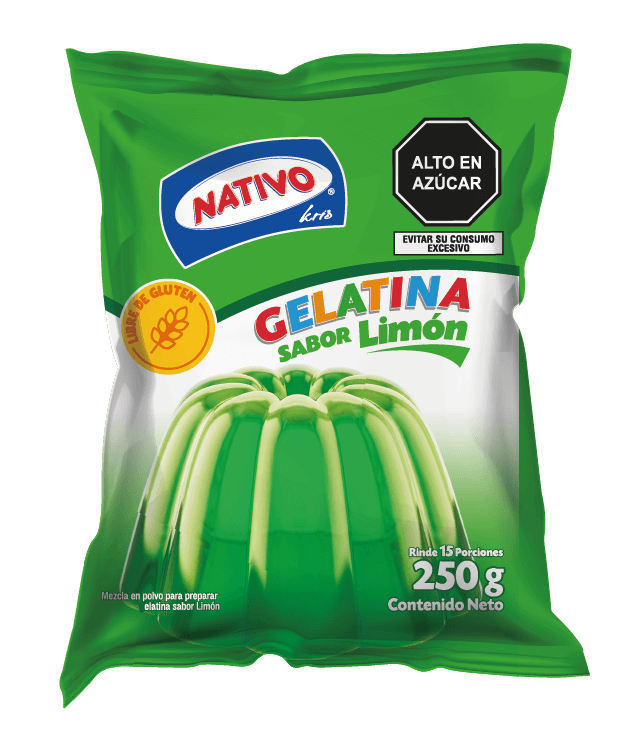 NATIVO®
kris
ALTO EN
AZÚCAR
EVITAR SU CONSUMO
EXCESIVO
LIBRE DE GLUTEN
GELATINA
SABOR Limón
Rinde 15 Porciones
250 g
Contenido Neto
Mezcla en polvo para preparar
elatina sabor Limón